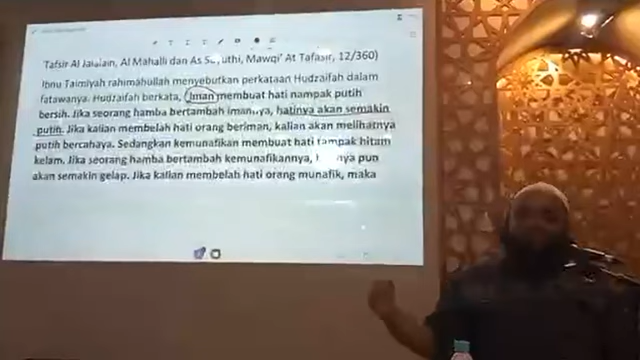 'Tafsir Al Jalalain, Al Mahalli dan As Suyuthi, Mawqi' At Tafasir, 12/360)
Ibnu Taimiyah rahimahullah menyebutkan perkataan Hudzaifah dalam
fatawanya. Hudzaifah berkata, (Iman membuat hati nampak putih
bersih. Jika seorang hamba bertambah imannya, hatinya akan semakin
putih. Jika kalian membelah hati orang beriman, kalian akan melihatnya
putih bercahaya. Sedangkan kemunafikan membuat hati tampak hitam
kelam. Jika seorang hamba bertambah kemunafikannya, pun
akan semakin gelap. Jika kalian membelah hati orang munafik, maka